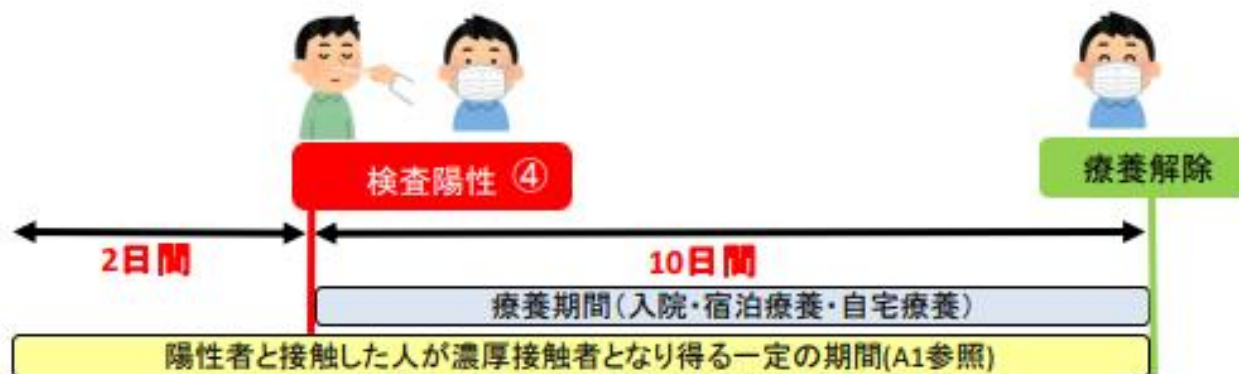 検査陽性 ④
療養解除
2日間
10日間
療養期間(入院・宿泊療養・自宅療養)
陽性者と接触した人が濃厚接触者となり得る一定の期間(A1参照)